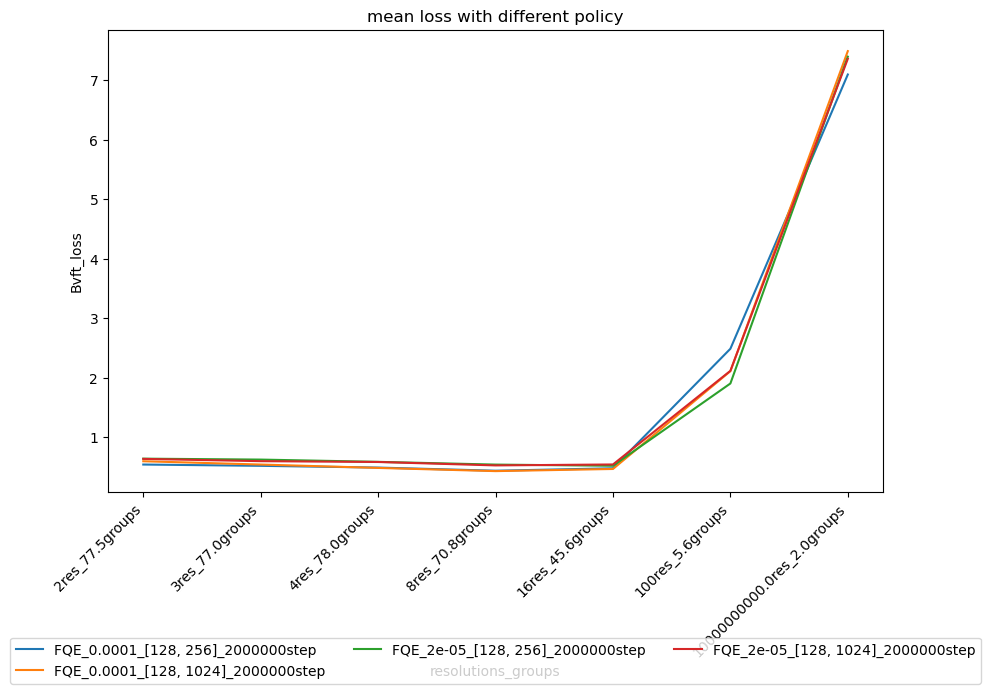 mean loss with different policy
Bvft_loss
7
6
5
4
3
2
1
2res_77.5groups
3res_77.0groups
4res_78.0groups
8res_70.8groups
16res_45.6groups
100res_5.6groups
res_2.0groups
resolutions_groups
FQE_0.0001_[128, 256]_2000000step
FQE_0.0001_[128, 1024]_2000000step
FQE_2e-05_[128, 256]_2000000step
FQE_2e-05_[128, 1024]_2000000step